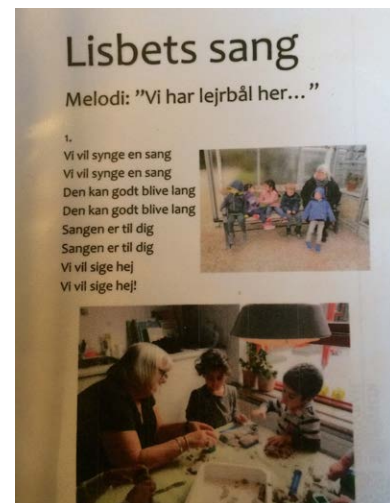 Lisbets sang
Melodi: ”Vi har lejrbål her...”
1.
Vi vil synge en sang
Vi vil synge en sang
Den kan godt blive lang
Den kan godt blive lang
Sangen er til dig
Sangen er til dig
Vi vil sige hej
Vi vil sige hej!